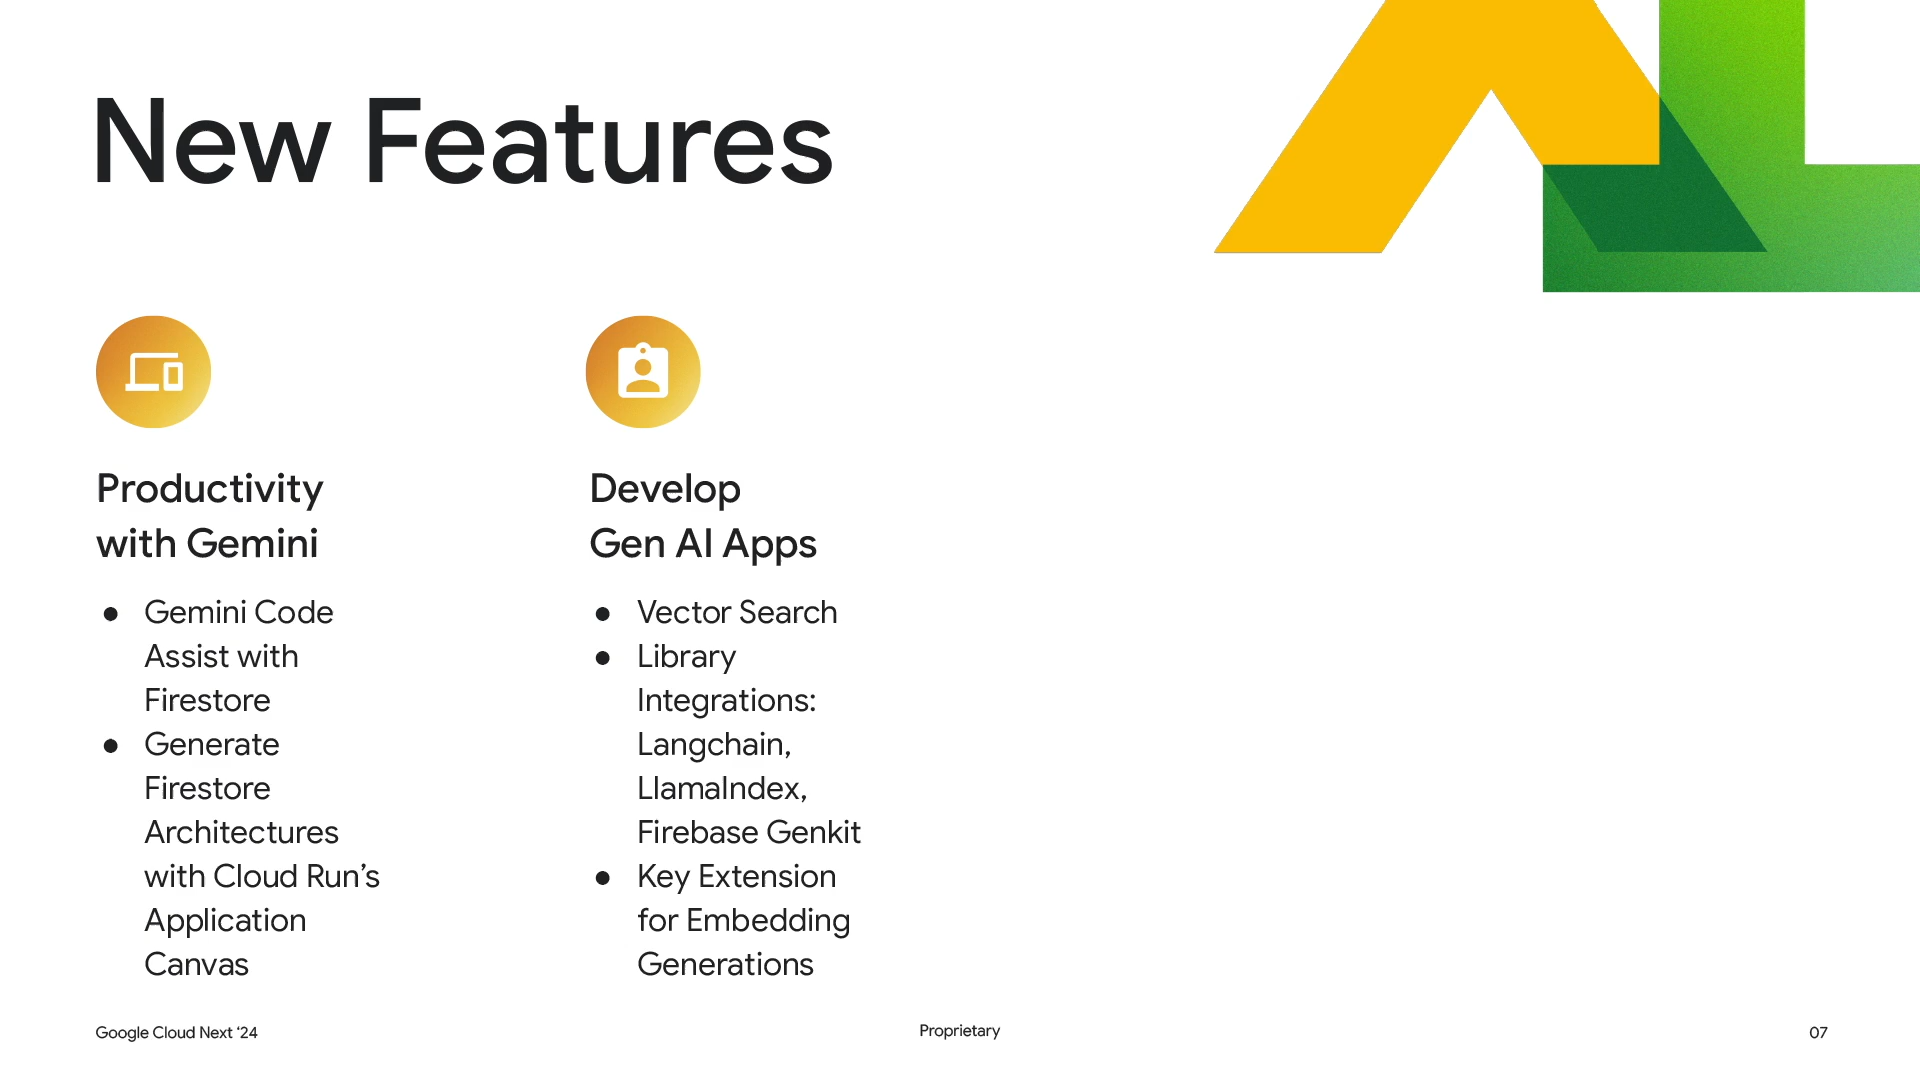 New Features
Productivity
with Gemini
● Gemini Code
Assist with
Firestore
● Generate
Firestore
Architectures
with Cloud Run’s
Application
Canvas
Develop
Gen AI Apps
● Vector Search
● Library
Integrations:
Langchain,
LlamaIndex,
Firebase Genkit
● Key Extension
for Embedding
Generations
Google Cloud Next ‘24
Proprietary
07